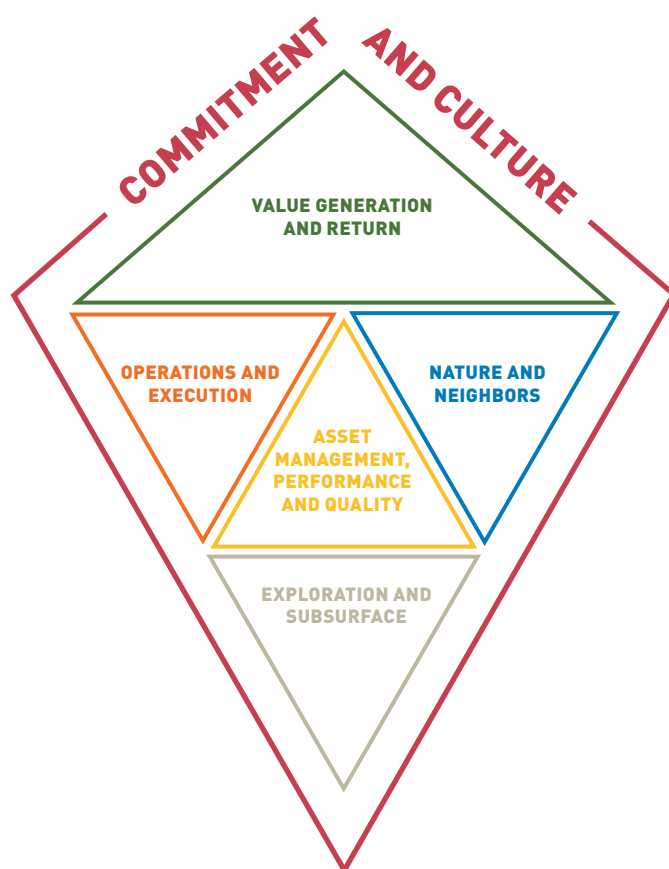 COMMITMENT
AND CULTURE
VALUE GENERATION
AND RETURN
OPERATIONS AND
EXECUTION
NATURE AND
NEIGHBORS
ASSET
MANAGEMENT,
PERFORMANCE
AND QUALITY
EXPLORATION AND
SUBSURFACE